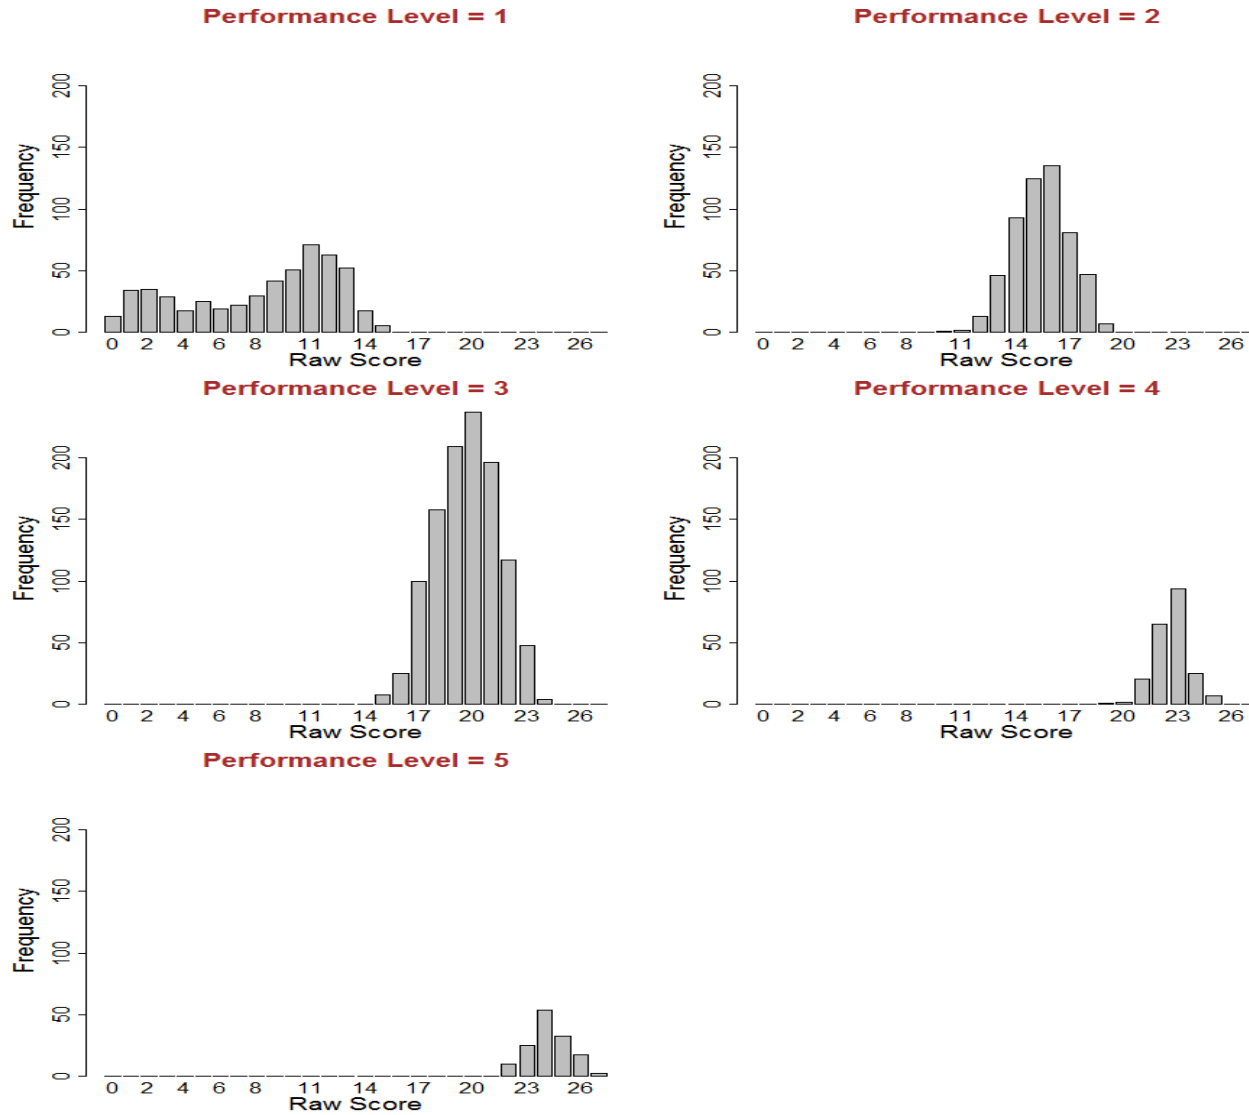 Performance Level = 1
Frequency
0 50 100 150 200
0 2 4 6 8 11 14 17 20 23 26
Raw Score
Performance Level = 2
Frequency
0 50 100 150 200
0 2 4 6 8 11 14 17 20 23 26
Raw Score
Performance Level = 3
Frequency
0 50 100 150 200
0 2 4 6 8 11 14 17 20 23 26
Raw Score
Performance Level = 4
Frequency
0 50 100 150 200
0 2 4 6 8 11 14 17 20 23 26
Raw Score
Performance Level = 5
Frequency
0 50 100 150 200
0 2 4 6 8 11 14 17 20 23 26
Raw Score